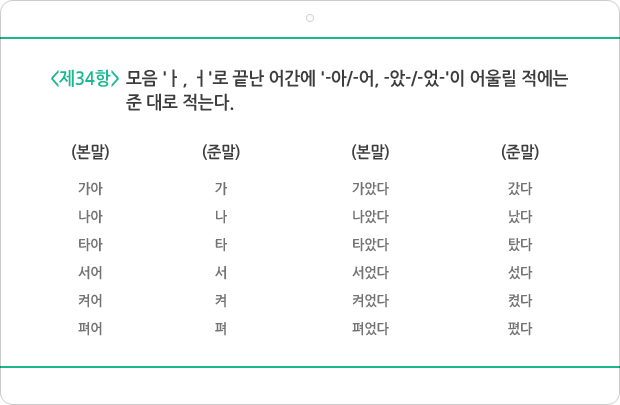 <제34항> 모음 'ㅏ, ㅓ'로 끝난 어간에 '-아/-어, -았-/-었-'이 어울릴 적에는
준 대로 적는다.
(본말) (준말) (본말) (준말)
가아 가 가았다 갔다
나아 나 나았다 났다
타아 타 타았다 탔다
서어 서 서었다 섰다
켜어 켜 켜었다 켰다
펴어 펴 펴었다 폈다